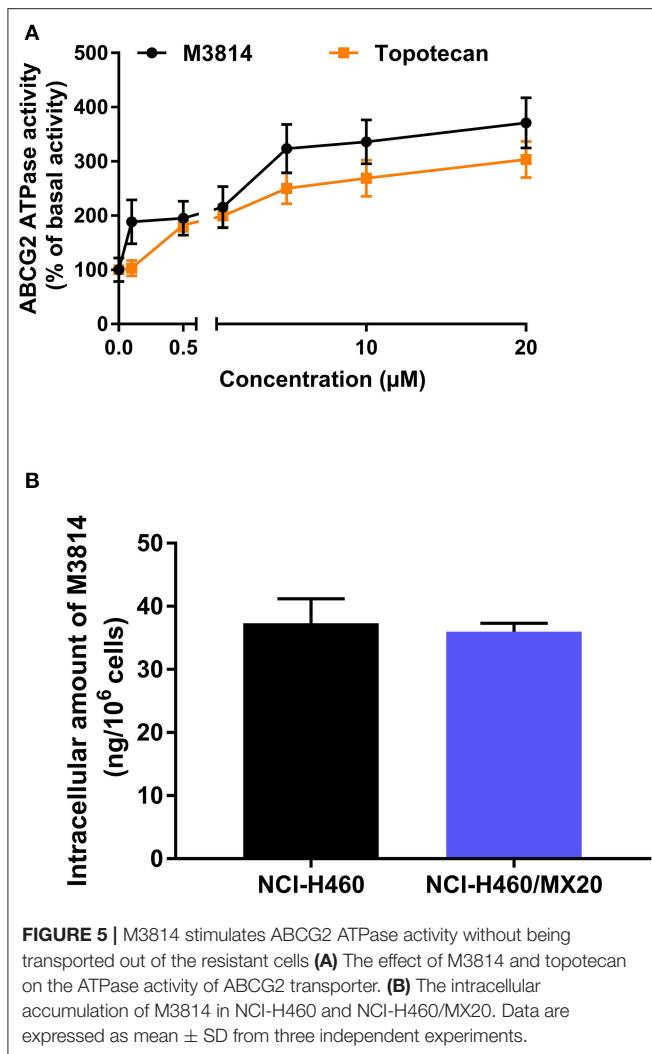 A
M3814 Topotecan
500
400
300
200
100
0
ABCG2 ATPase activity
(% of basal activity)
0.0 0.5 10 20
Concentration (μM)
B
50
40
30
20
10
0
Intracellular amount of M3814
(ng/10⁶ cells)
NCI-H460 NCI-H460/MX20
FIGURE 5 | M3814 stimulates ABCG2 ATPase activity without being
transported out of the resistant cells (A) The effect of M3814 and topotecan
on the ATPase activity of ABCG2 transporter. (B) The intracellular
accumulation of M3814 in NCI-H460 and NCI-H460/MX20. Data are
expressed as mean ± SD from three independent experiments.